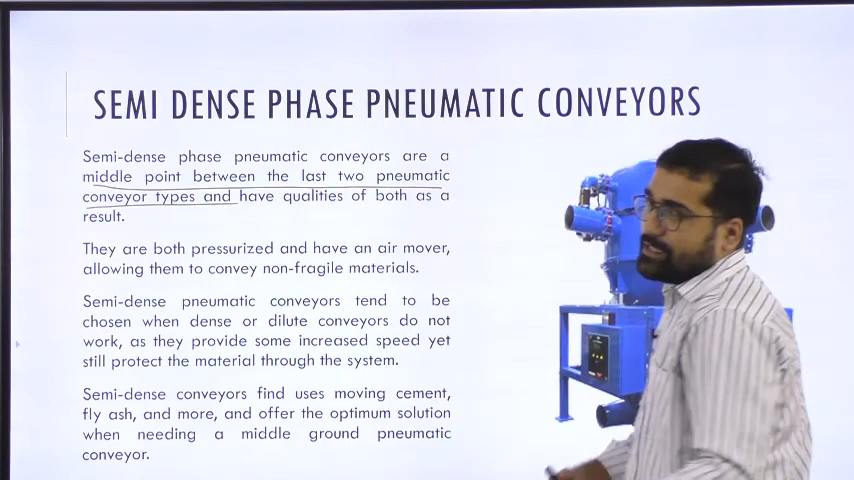 SEMI DENSE PHASE PNEUMATIC CONVEYORS
Semi-dense phase pneumatic conveyors are a
middle point between the last two pneumatic
conveyor types and have qualities of both as a
result.
They are both pressurized and have an air mover,
allowing them to convey non-fragile materials.
Semi-dense pneumatic conveyors tend to be
chosen when dense or dilute conveyors do not
work, as they provide some increased speed yet
still protect the material through the system.
Semi-dense conveyors find uses moving cement,
fly ash, and more, and offer the optimum solution
when needing a middle ground pneumatic
conveyor.